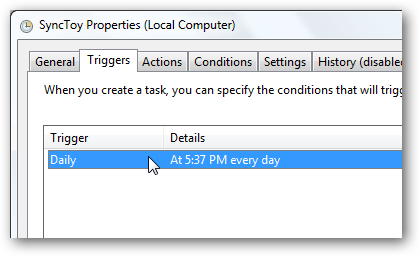 SyncToy Properties (Local Computer)
General Triggers Actions Conditions Settings History (disabled
When you create a task, you can specify the conditions that will trigg
Trigger Details
Daily At 5:37 PM every day